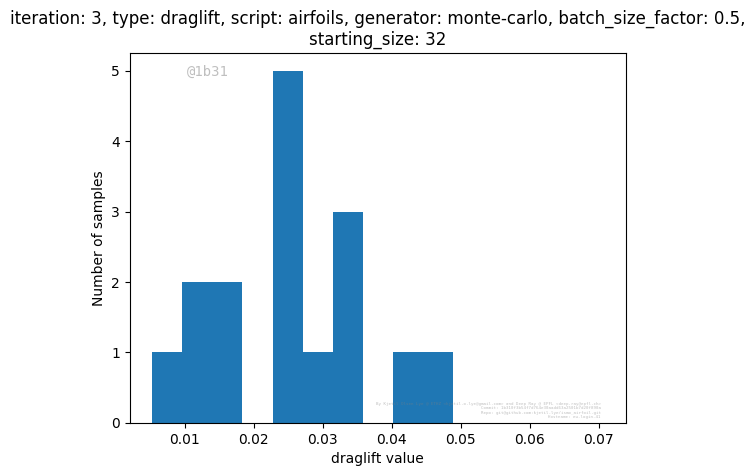 iteration: 3, type: draglift, script: airfoils, generator: monte-carlo, batch_size_factor: 0.5,
starting_size: 32
@1b31
5
4
3
2
1
0
Number of samples
0.01 0.02 0.03 0.04 0.05 0.06 0.07
draglift value